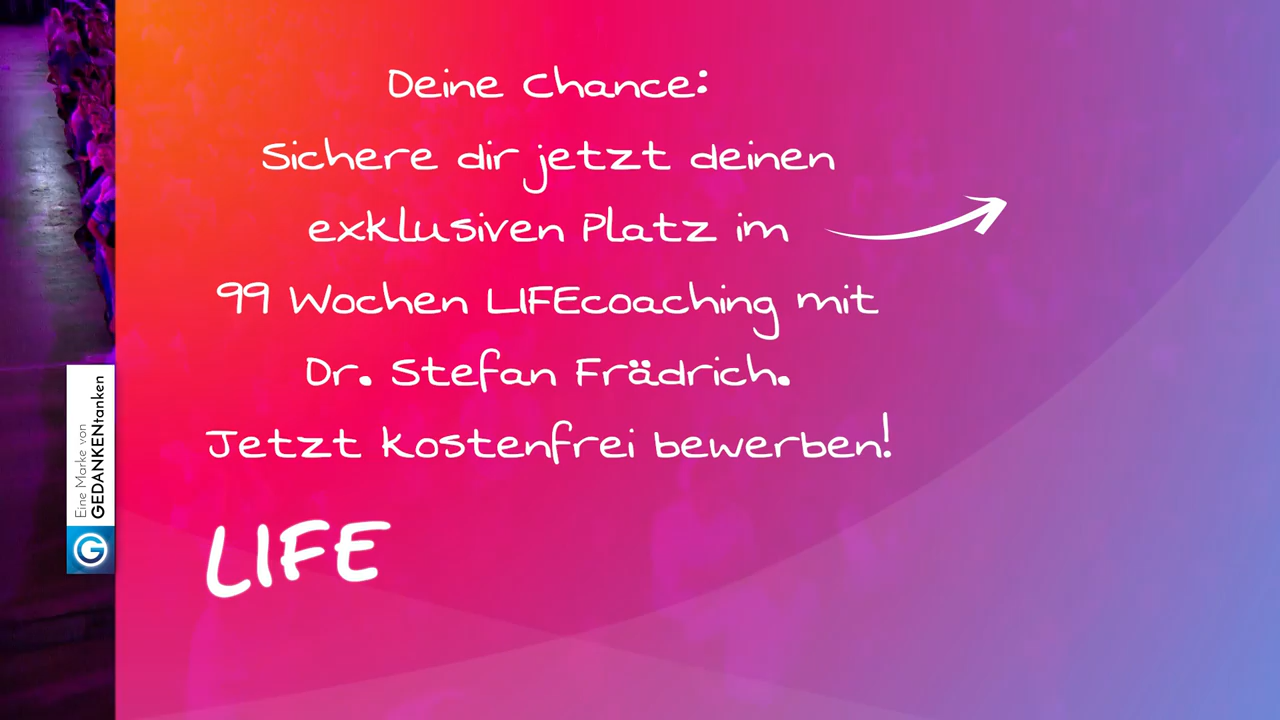 Deine Chance:
Sichere dir jetzt deinen
exklusiven Platz im
99 Wochen LIFEcoaching mit
Dr. Stefan Frädrich.
Jetzt kostenfrei bewerben!
LIFE
Eine Marke von
GEDANKENtanken
G